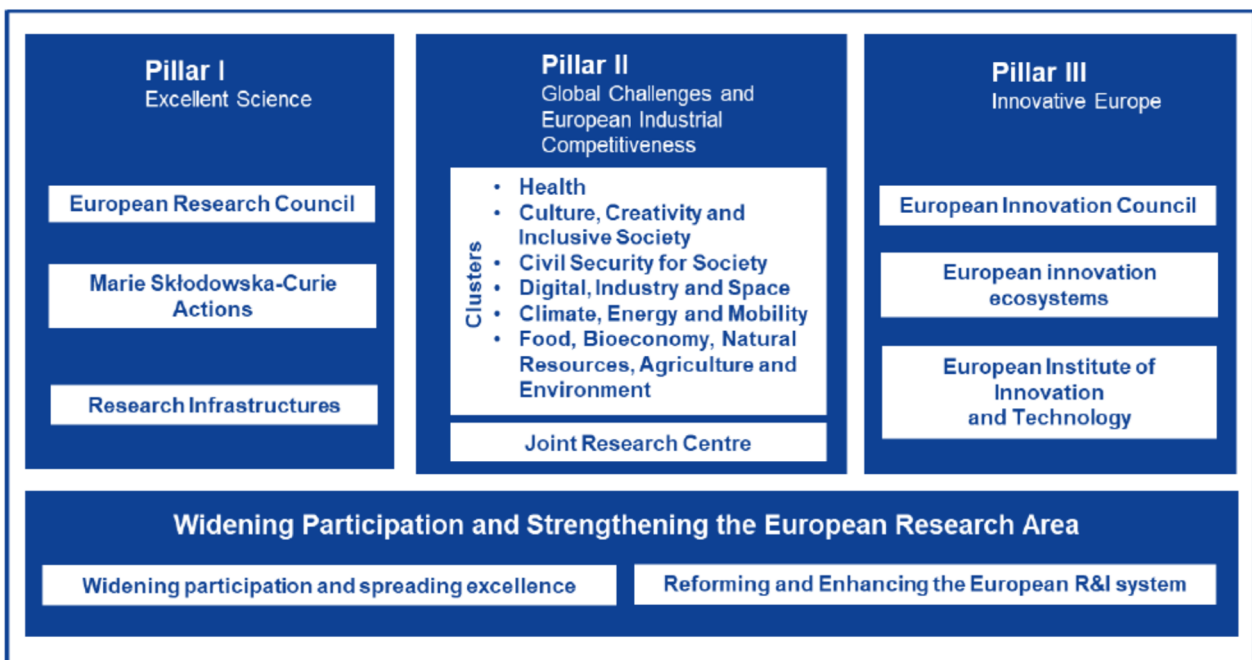 Pillar I
Excellent Science
European Research Council
Marie Skłodowska-Curie
Actions
Research Infrastructures
Pillar II
Global Challenges and
European Industrial
Competitiveness
Clusters
• Health
• Culture, Creativity and
Inclusive Society
• Civil Security for Society
• Digital, Industry and Space
• Climate, Energy and Mobility
• Food, Bioeconomy, Natural
Resources, Agriculture and
Environment
Joint Research Centre
Pillar III
Innovative Europe
European Innovation Council
European innovation
ecosystems
European Institute of
Innovation
and Technology
Widening Participation and Strengthening the European Research Area
Widening participation and spreading excellence
Reforming and Enhancing the European R&I system